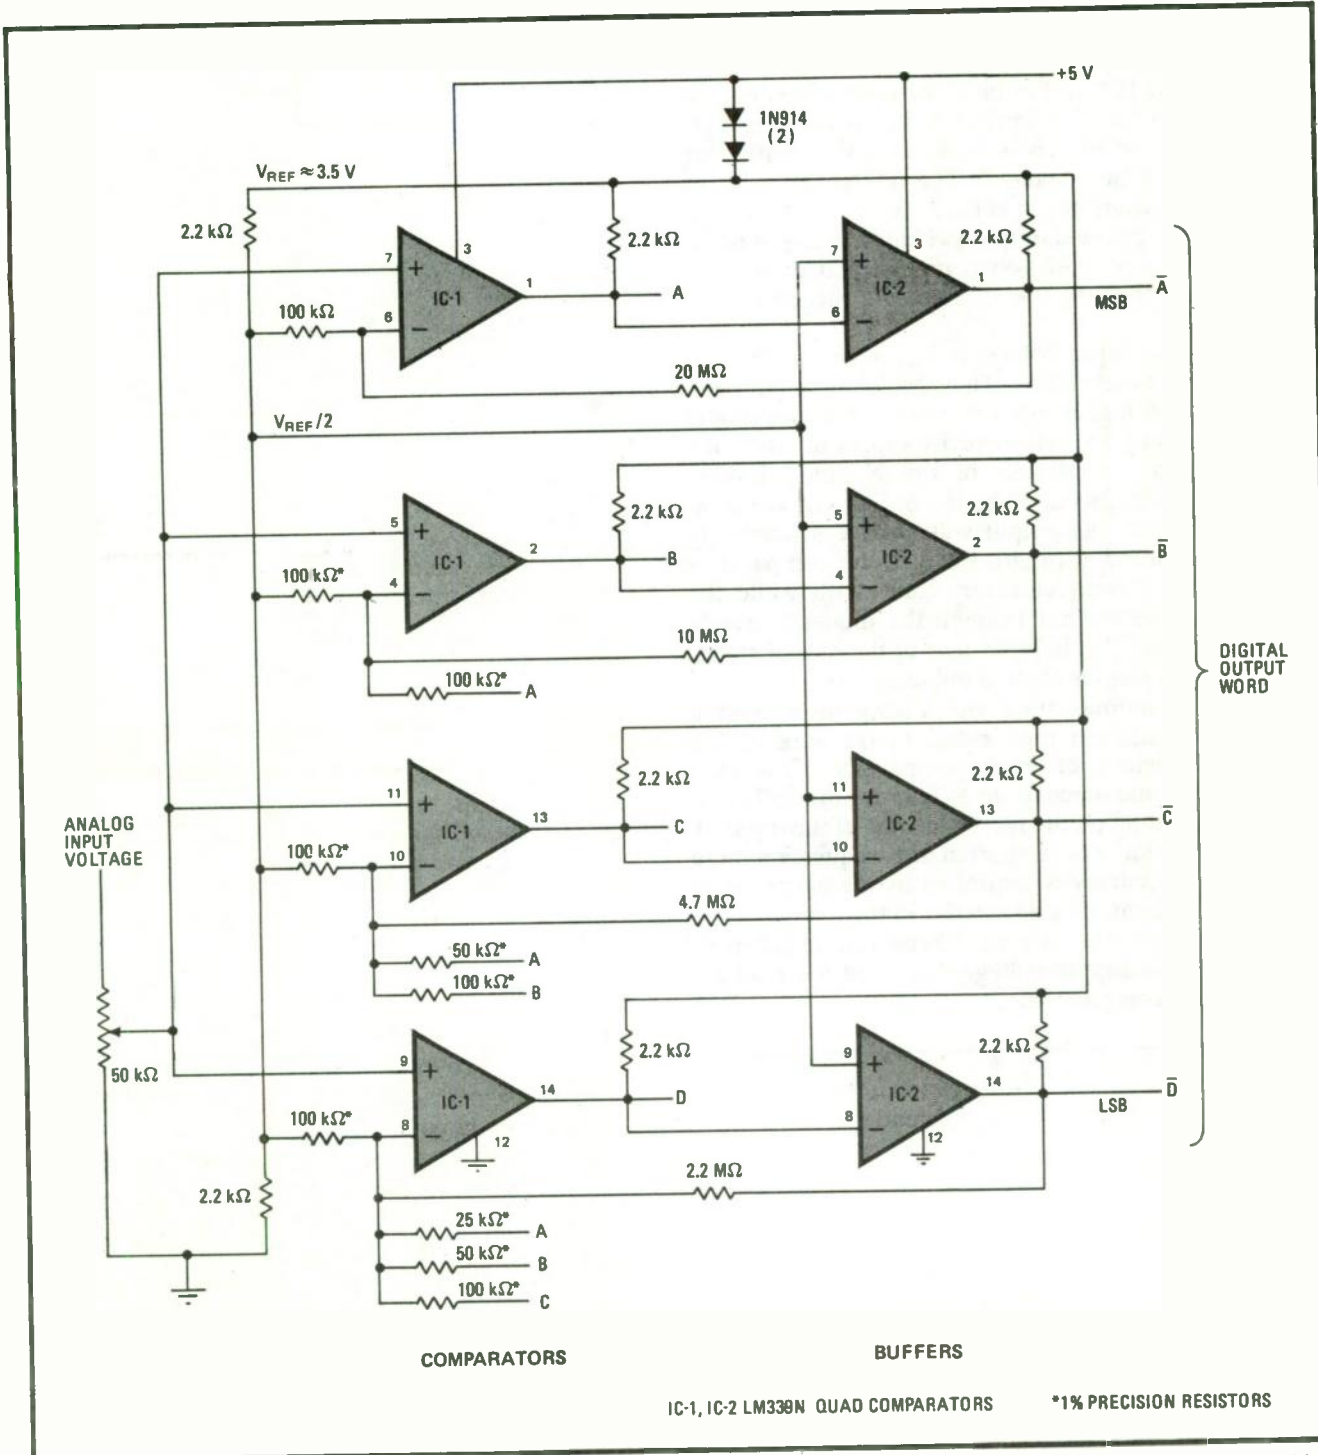 +5 V
1N914
(2)
VREF ≈ 3.5 V
2.2 kΩ
2.2 kΩ
2.2 kΩ
7
+
3
IC-1
1
A
6
−
7
+
3
IC-2
1
A̅
MSB
6
−
100 kΩ
20 MΩ
VREF/2
5
+
IC-1
2
B
4
−
2.2 kΩ
5
+
IC-2
2
B̅
4
−
2.2 kΩ
100 kΩ*
10 MΩ
100 kΩ* A
DIGITAL
OUTPUT
WORD
11
+
IC-1
13
C
10
−
2.2 kΩ
11
+
IC-2
13
C̅
10
−
2.2 kΩ
ANALOG
INPUT
VOLTAGE
100 kΩ*
4.7 MΩ
50 kΩ* A
100 kΩ* B
50 kΩ
9
+
IC-1
14
D
8
−
12
2.2 kΩ
9
+
IC-2
14
D̅
LSB
8
−
12
2.2 kΩ
100 kΩ*
2.2 MΩ
2.2 kΩ
25 kΩ* A
50 kΩ* B
100 kΩ* C
COMPARATORS
BUFFERS
IC-1, IC-2 LM339N QUAD COMPARATORS *1% PRECISION RESISTORS